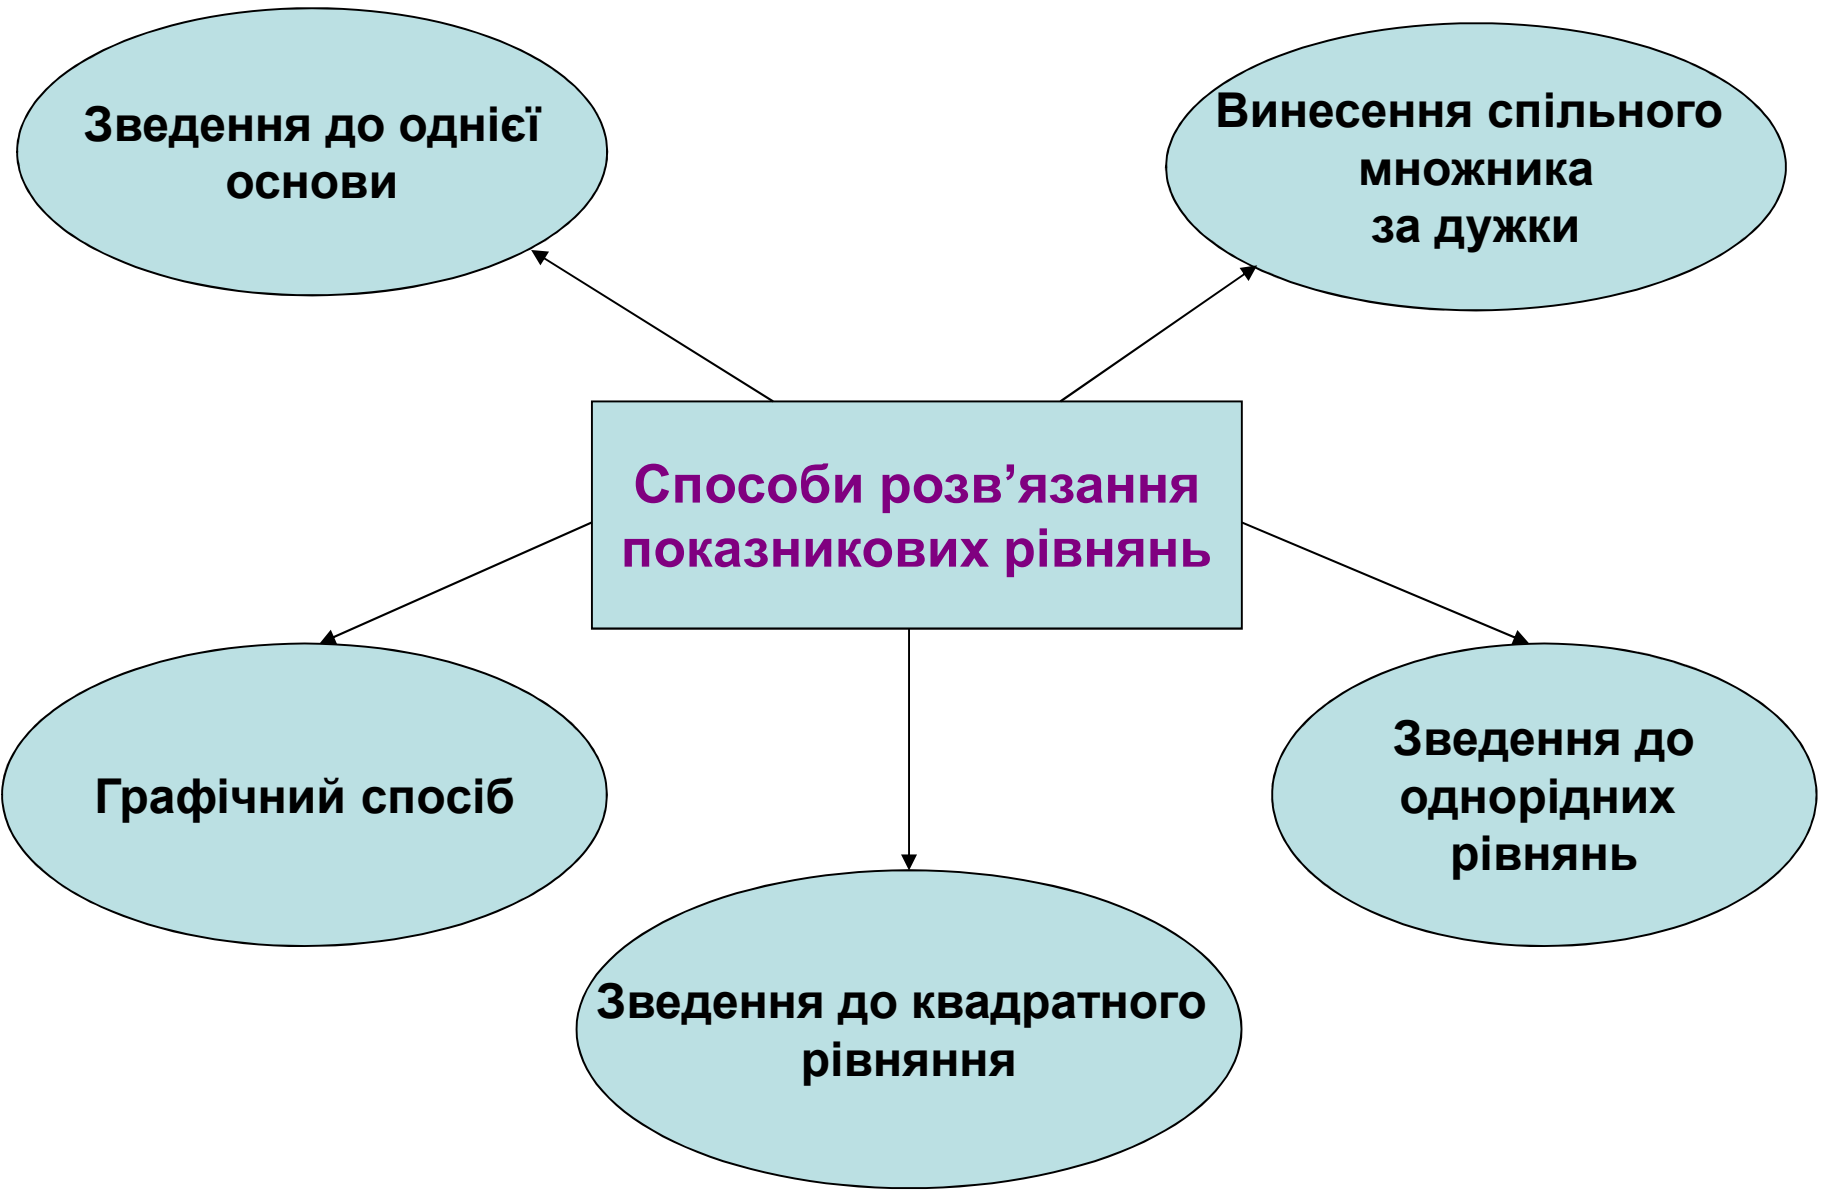 Зведення до однієї
основи
Винесення спільного
множника
за дужки
Способи розв’язання
показникових рівнянь
Графічний спосіб
Зведення до квадратного
рівняння
Зведення до
однорідних
рівнянь